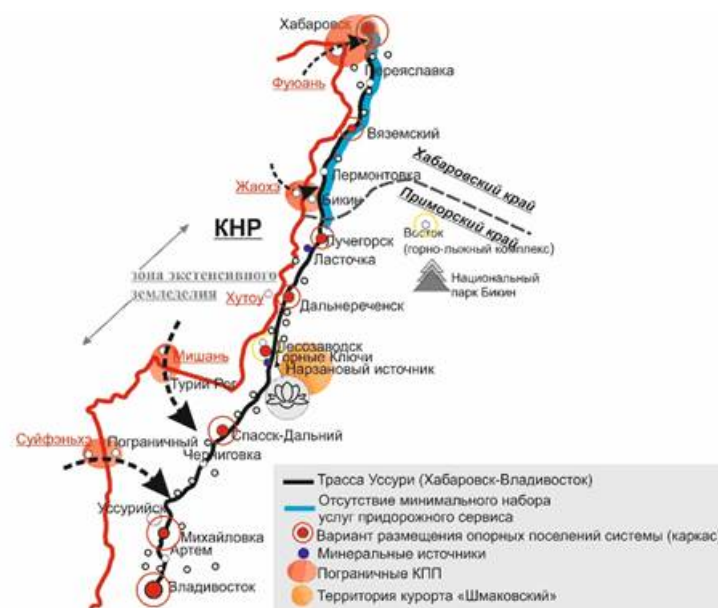 Хабаровск
Переяславка
Фуюань
Вяземский
Хабаровский край
Лермонтовка
Жаохэ
Бикин
Приморский край
КНР
Лучегорск
Восток
(горно-лыжный комплекс)
Ласточка
зона экстенсивного
земледелия
Национальный
парк Бикин
Хутоу
Дальнереченск
Лесозаводск
Горные Ключи
Нарзановый источник
Мишань
Турий Рог
Суйфэньхэ
Пограничный
Спасск-Дальний
Черниговка
Уссурийск
Михайловка
Артем
Владивосток
Трасса Уссури (Хабаровск-Владивосток)
Отсутствие минимального набора
услуг придорожного сервиса
Вариант размещения опорных поселений системы (каркас)
Минеральные источники
Пограничные КПП
Территория курорта «Шмаковский»